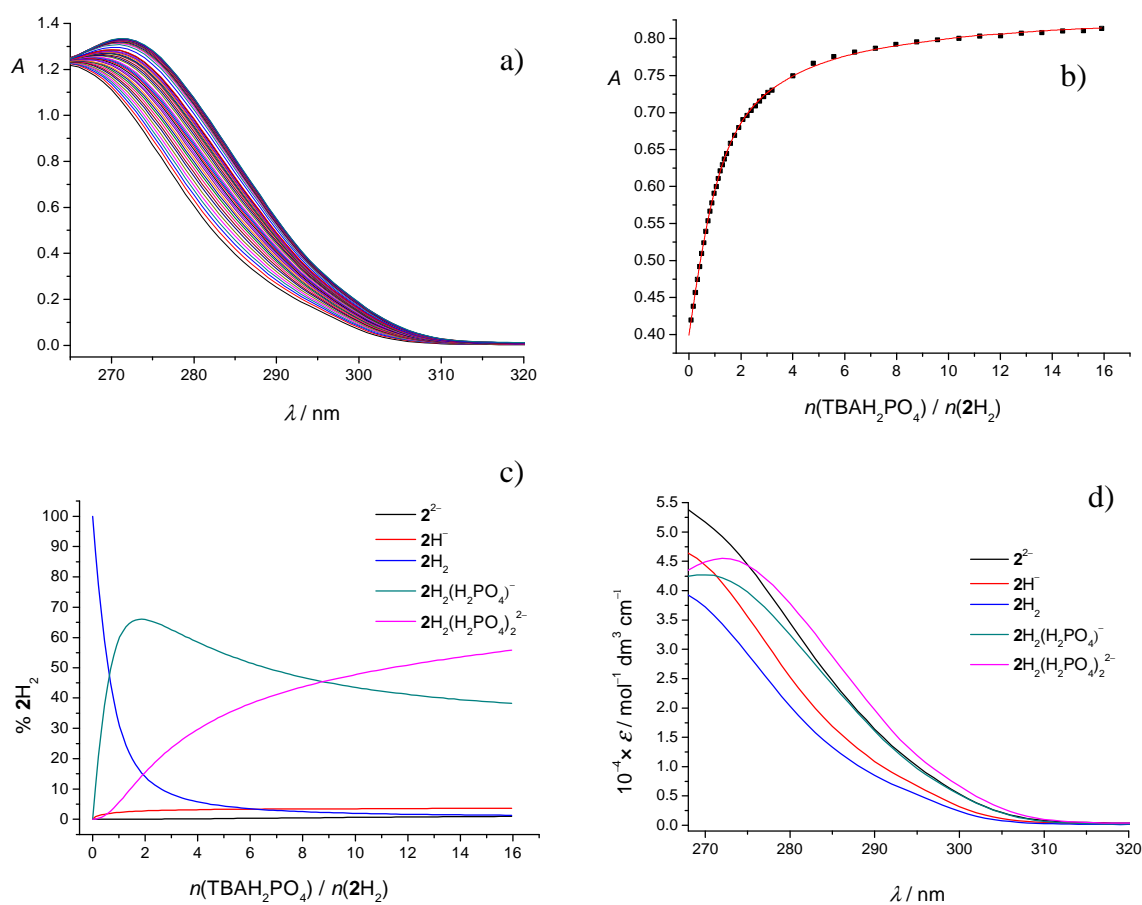 a)
A
1.4
1.2
1.0
0.8
0.6
0.4
0.2
0.0
270 280 290 300 310 320
λ / nm
b)
A
0.80
0.75
0.70
0.65
0.60
0.55
0.50
0.45
0.40
0 2 4 6 8 10 12 14 16
n(TBAH₂PO₄) / n(2H₂)
c)
% 2H₂
100
90
80
70
60
50
40
30
20
10
0
2²⁻
2H⁻
2H₂
2H₂(H₂PO₄)⁻
2H₂(H₂PO₄)₂²⁻
0 2 4 6 8 10 12 14 16
n(TBAH₂PO₄) / n(2H₂)
d)
10⁻⁴ × ε / mol⁻¹ dm³ cm⁻¹
5.5
5.0
4.5
4.0
3.5
3.0
2.5
2.0
1.5
1.0
0.5
0.0
2²⁻
2H⁻
2H₂
2H₂(H₂PO₄)⁻
2H₂(H₂PO₄)₂²⁻
270 280 290 300 310 320
λ / nm